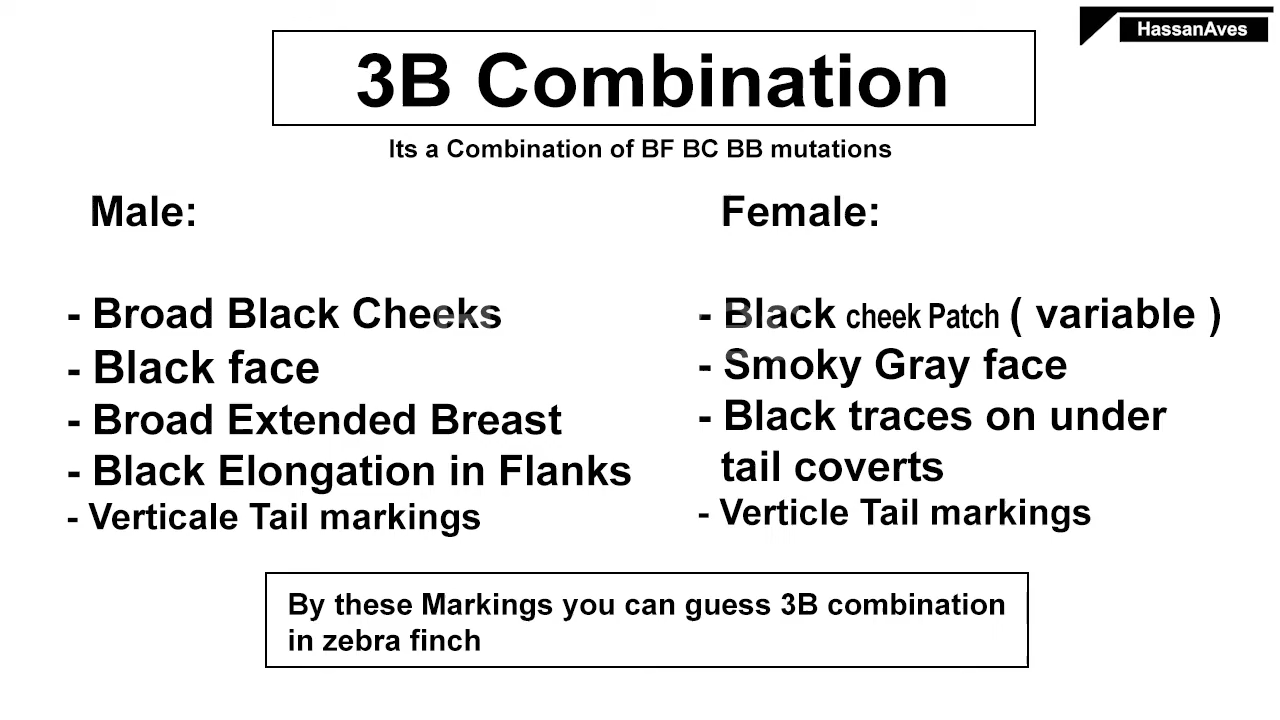 HassanAves
3B Combination
Its a Combination of BF BC BB mutations
Male:
- Broad Black Cheeks
- Black face
- Broad Extended Breast
- Black Elongation in Flanks
- Verticale Tail markings
Female:
- Black cheek Patch ( variable )
- Smoky Gray face
- Black traces on under
tail coverts
- Verticle Tail markings
By these Markings you can guess 3B combination
in zebra finch